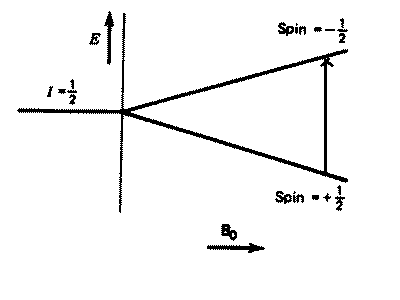 Spin = -1/2
E
I = 1/2
Spin = + 1/2
B₀